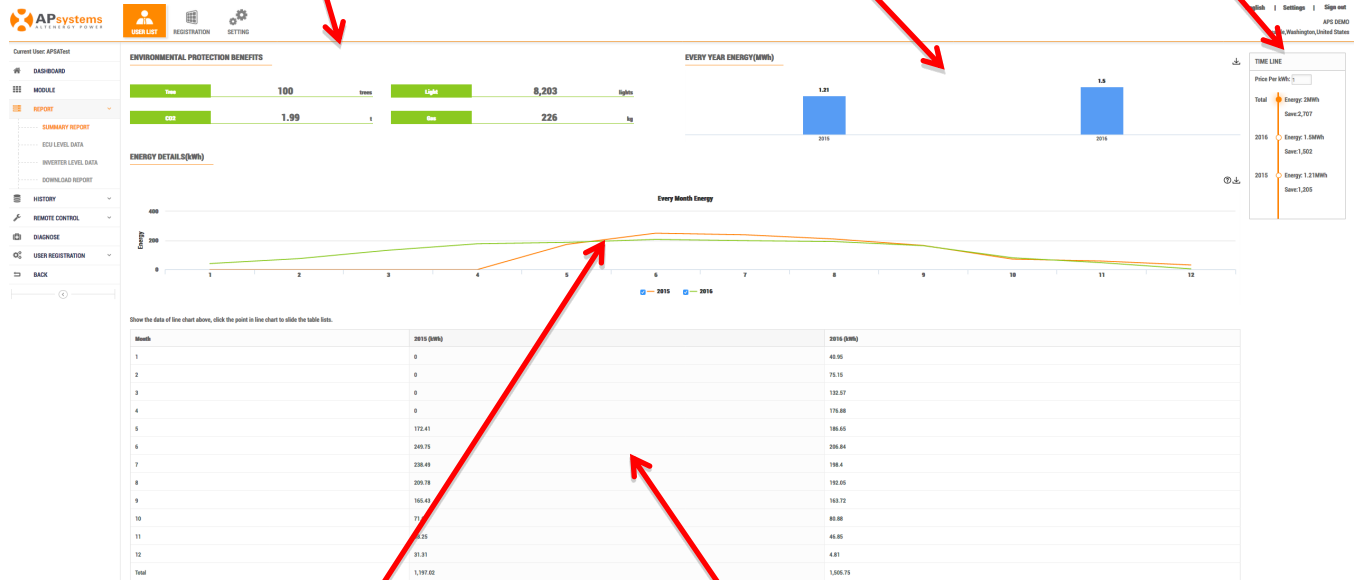 APsystems
ALTENERGY POWER
USER LIST
REGISTRATION
SETTING
English | Settings | Sign out
APS DEMO
Washington,United States
Current User: APSATest
DASHBOARD
MODULE
REPORT
SUMMARY REPORT
ECU LEVEL DATA
INVERTER LEVEL DATA
DOWNLOAD REPORT
HISTORY
REMOTE CONTROL
DIAGNOSE
USER REGISTRATION
BACK
ENVIRONMENTAL PROTECTION BENEFITS
Tree 100 trees
Light 8,203 lights
CO2 1.99 t
Gas 226 kg
EVERY YEAR ENERGY(MWh)
1.21
1.5
2015
2016
TIME LINE
Price Per kWh: 1
Total Energy: 2MWh
Save:2,707
2016 Energy: 1.5MWh
Save:1,502
2015 Energy: 1.21MWh
Save:1,205
ENERGY DETAILS(kWh)
Every Month Energy
Energy
400
200
0
1 2 3 4 5 6 7 8 9 10 11 12
2015 2016
Show the data of line chart above, click the point in line chart to slide the table lists.
Month 2015 (kWh) 2016 (kWh)
1 0 40.95
2 0 75.15
3 0 132.57
4 0 176.88
5 172.41 186.65
6 249.75 206.84
7 238.49 198.4
8 209.78 192.05
9 165.43 163.72
10 80.88
11 46.85
12 31.31 4.81
Total 1,197.02 1,505.75